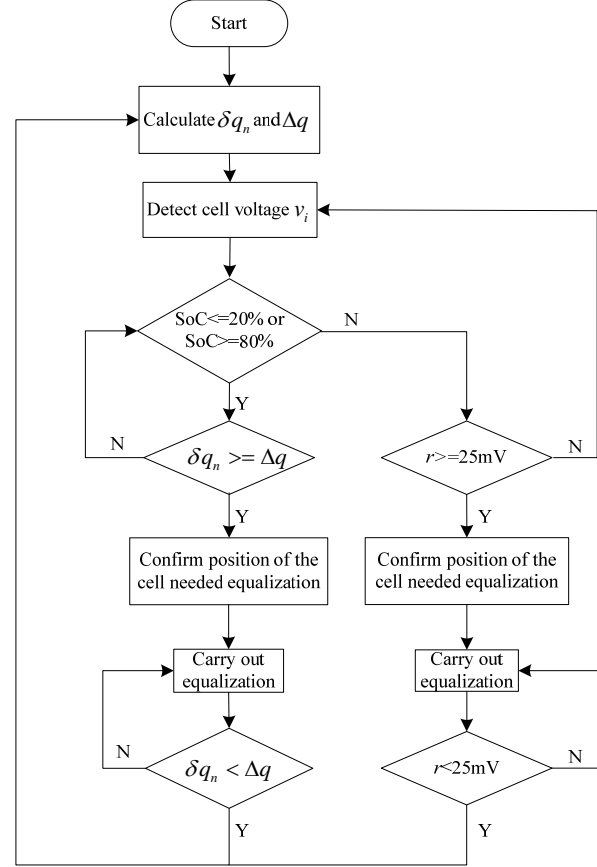 Start
Calculate δqn and Δq
Detect cell voltage vi
SoC<=20% or
SoC>=80%
N
Y
N
δqn >= Δq
r>=25mV
N
Y
Y
Confirm position of the
cell needed equalization
Confirm position of the
cell needed equalization
Carry out
equalization
Carry out
equalization
N
δqn < Δq
r<25mV
N
Y
Y